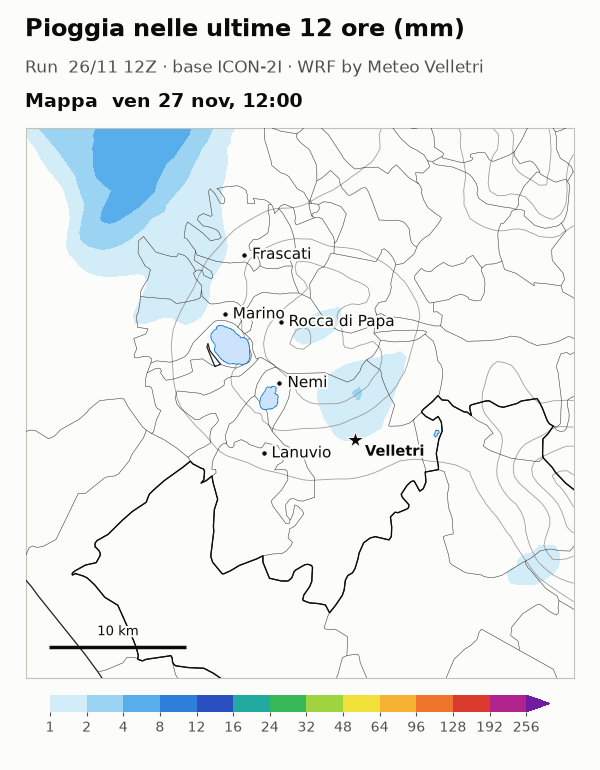 Pioggia nelle ultime 12 ore (mm)
Run  26/11 12Z · base ICON-2I · WRF by Meteo Velletri
Mappa  ven 27 nov, 12:00
Frascati
Marino
Rocca di Papa
Nemi
Velletri
Lanuvio
10 km
1 2 4 8 12 16 24 32 40 48 64 96 128 192 256